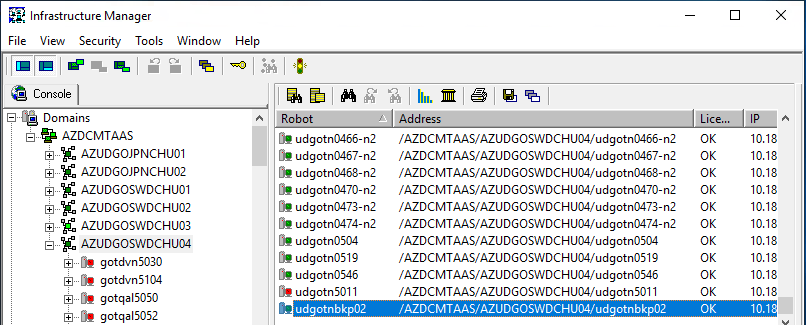 Infrastructure Manager
File View Security Tools Window Help
Console
Domains
AZDCMTAAS
AZUDGOJPNCHU01
AZUDGOJPNCHU02
AZUDGOSWDCHU01
AZUDGOSWDCHU02
AZUDGOSWDCHU03
AZUDGOSWDCHU04
gotdvn5030
gotdvn5104
gotqal5050
gotqal5052
Robot Address Lice... IP
udgotn0466-n2 /AZDCMTAAS/AZUDGOSWDCHU04/udgotn0466-n2 OK 10.18
udgotn0467-n2 /AZDCMTAAS/AZUDGOSWDCHU04/udgotn0467-n2 OK 10.18
udgotn0468-n2 /AZDCMTAAS/AZUDGOSWDCHU04/udgotn0468-n2 OK 10.18
udgotn0470-n2 /AZDCMTAAS/AZUDGOSWDCHU04/udgotn0470-n2 OK 10.18
udgotn0473-n2 /AZDCMTAAS/AZUDGOSWDCHU04/udgotn0473-n2 OK 10.18
udgotn0474-n2 /AZDCMTAAS/AZUDGOSWDCHU04/udgotn0474-n2 OK 10.18
udgotn0504 /AZDCMTAAS/AZUDGOSWDCHU04/udgotn0504 OK 10.18
udgotn0519 /AZDCMTAAS/AZUDGOSWDCHU04/udgotn0519 OK 10.18
udgotn0546 /AZDCMTAAS/AZUDGOSWDCHU04/udgotn0546 OK 10.18
udgotn5011 /AZDCMTAAS/AZUDGOSWDCHU04/udgotn5011 OK 10.18
udgotnbkp02 /AZDCMTAAS/AZUDGOSWDCHU04/udgotnbkp02 OK 10.18